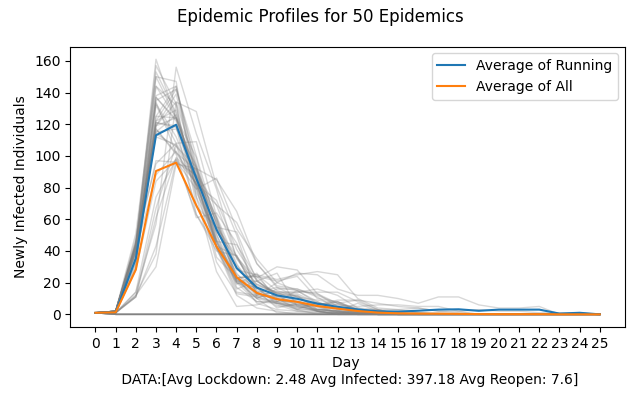 Epidemic Profiles for 50 Epidemics
Newly Infected Individuals
160
140
120
100
80
60
40
20
0
Average of Running
Average of All
0 1 2 3 4 5 6 7 8 9 10 11 12 13 14 15 16 17 18 19 20 21 22 23 24 25
Day
DATA:[Avg Lockdown: 2.48 Avg Infected: 397.18 Avg Reopen: 7.6]